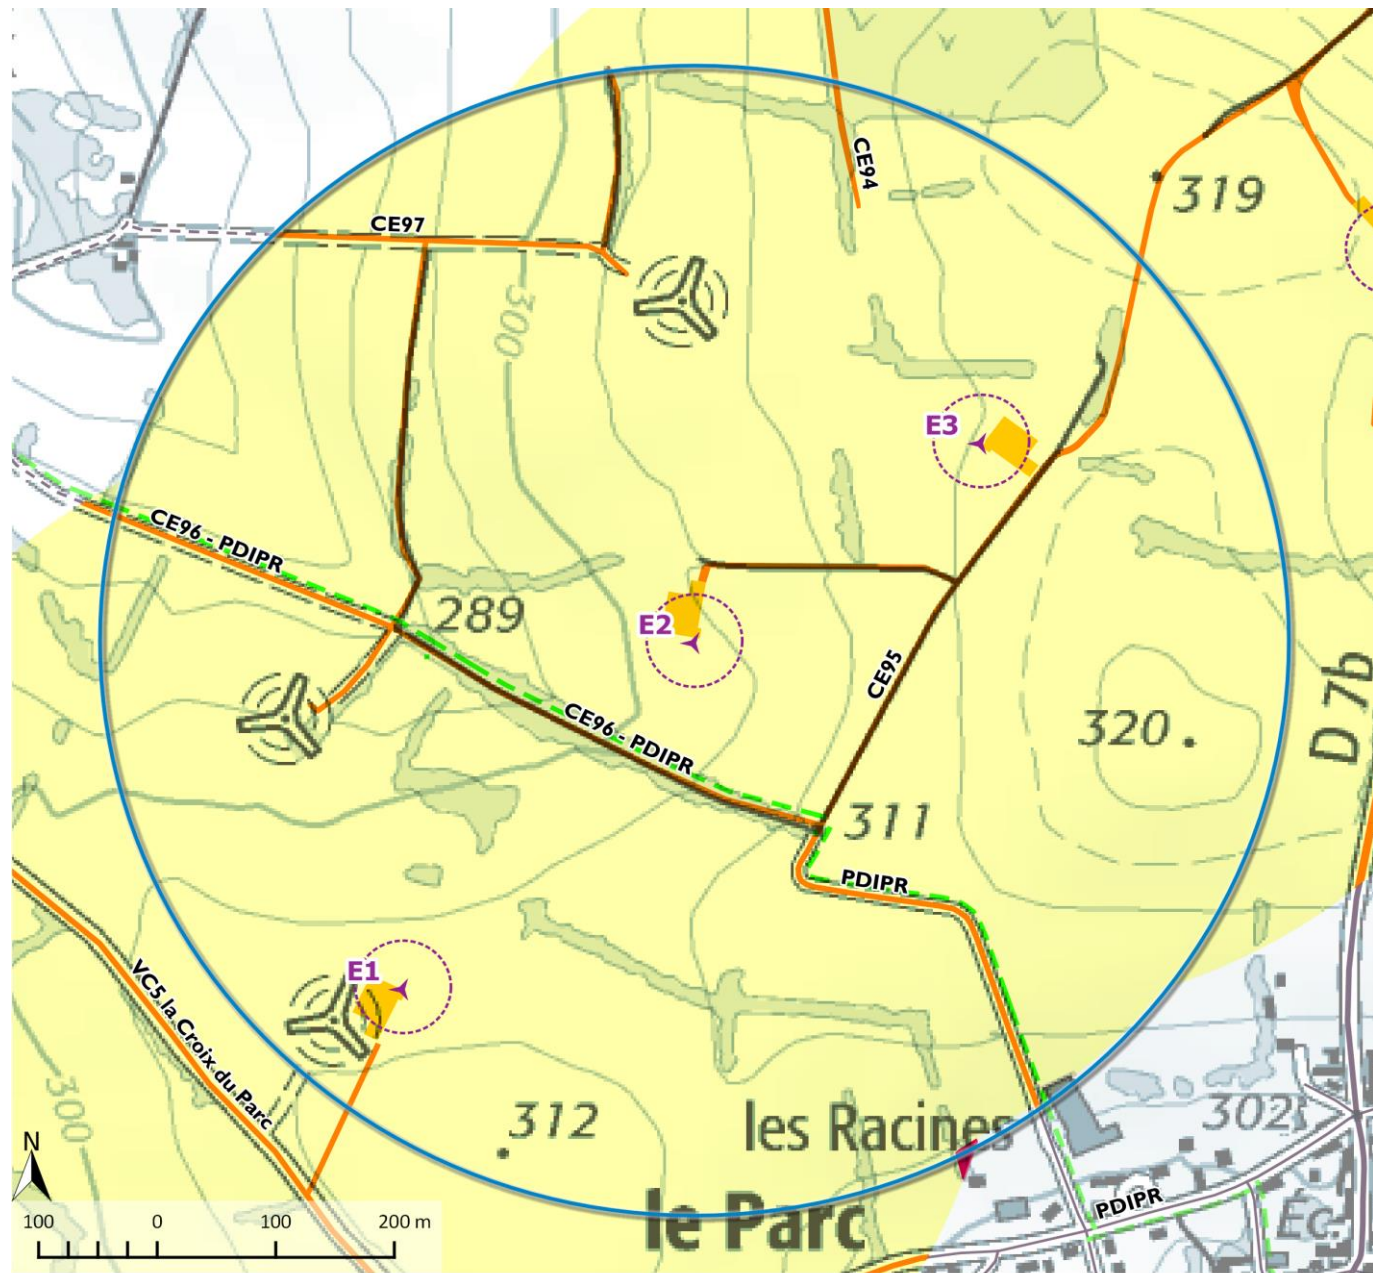 CE94
319
CE97
300
E3
CE96 - PDIPR
289
E2
CE95
D 7b
320
CE96 - PDIPR
311
PDIPR
E1
VC5 la Croix du Parc
300
312
les Racines
302
N
le Parc
PDIPR
Éc.
100 0 100 200 m